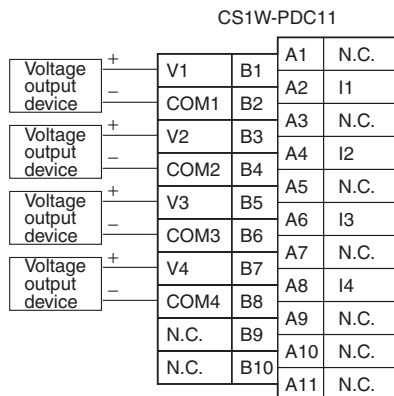 CS1W-PDC11
A1 N.C.
Voltage output device + − V1 B1
A2 I1
COM1 B2
A3 N.C.
Voltage output device + − V2 B3
A4 I2
COM2 B4
A5 N.C.
Voltage output device + − V3 B5
A6 I3
COM3 B6
A7 N.C.
Voltage output device + − V4 B7
A8 I4
COM4 B8
A9 N.C.
N.C. B9
A10 N.C.
N.C. B10
A11 N.C.